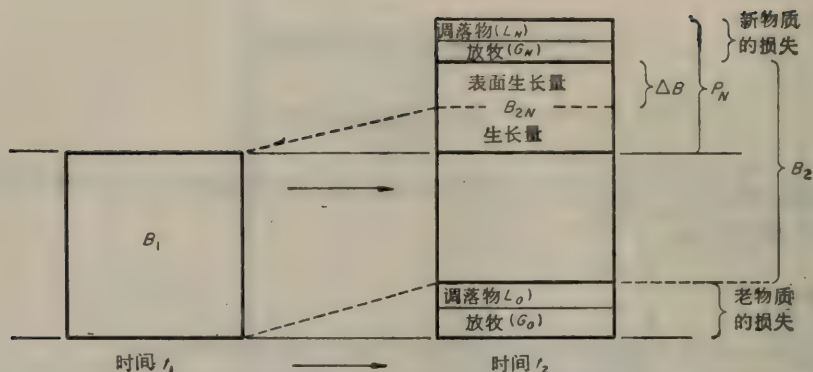 调落物(L_N)
放牧(G_N)
新物质
的损失
表面生长量
ΔB
P_N
B_2N
生长量
B_2
B_1
调落物(L_O)
放牧(G_O)
老物质
的损失
时间 t_1
时间 t_2